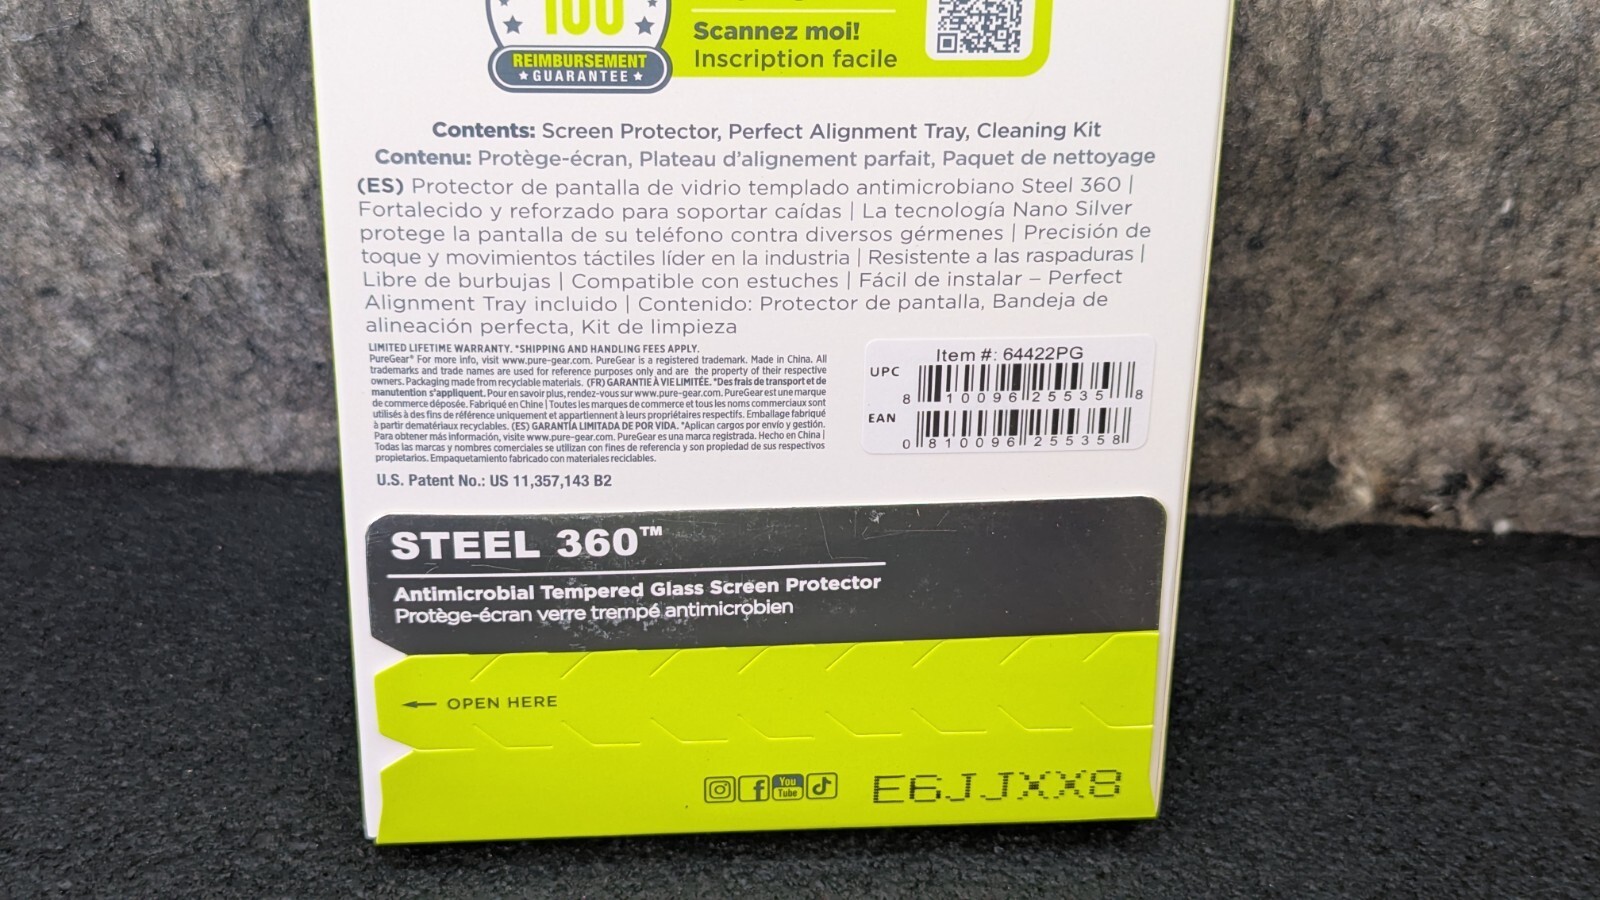 100
REIMBURSEMENT
GUARANTEE
Scannez moi!
Inscription facile
Contents: Screen Protector, Perfect Alignment Tray, Cleaning Kit
Contenu: Protège-écran, Plateau d'alignement parfait, Paquet de nettoyage
(ES) Protector de pantalla de vidrio templado antimicrobiano Steel 360 |
Fortalecido y reforzado para soportar caídas | La tecnología Nano Silver
protege la pantalla de su teléfono contra diversos gérmenes | Precisión de
toque y movimientos táctiles líder en la industria | Resistente a las raspaduras |
Libre de burbujas | Compatible con estuches | Fácil de instalar – Perfect
Alignment Tray incluido | Contenido: Protector de pantalla, Bandeja de
alineación perfecta, Kit de limpieza
LIMITED LIFETIME WARRANTY. *SHIPPING AND HANDLING FEES APPLY.
PureGear® For more info, visit www.pure-gear.com. PureGear is a registered trademark. Made in China. All
trademarks and trade names are used for reference purposes only and are the property of their respective
owners. Packaging made from recyclable materials. (FR) GARANTIE À VIE LIMITÉE. *Des frais de transport et de
manutention s'appliquent. Pour en savoir plus, rendez-vous sur www.pure-gear.com. PureGear est une marque
de commerce déposée. Fabriqué en Chine | Toutes les marques de commerce et tous les noms commerciaux sont
utilisés à des fins de référence uniquement et appartiennent à leurs propriétaires respectifs. Emballage fabriqué
à partir dematériaux recyclables. (ES) GARANTÍA LIMITADA DE POR VIDA. *Aplican cargos por envío y gestión.
Para obtener más información, visite www.pure-gear.com. PureGear es una marca registrada. Hecho en China |
Todas las marcas y nombres comerciales se utilizan con fines de referencia y son propiedad de sus respectivos
propietarios. Empaquetamiento fabricado con materiales reciclables.
U.S. Patent No.: US 11,357,143 B2
Item #: 64422PG
UPC
8 10096 25535 8
EAN
0 810096 255358
STEEL 360™
Antimicrobial Tempered Glass Screen Protector
Protège-écran verre trempé antimicrobien
OPEN HERE
You
Tube
E6JJXX8